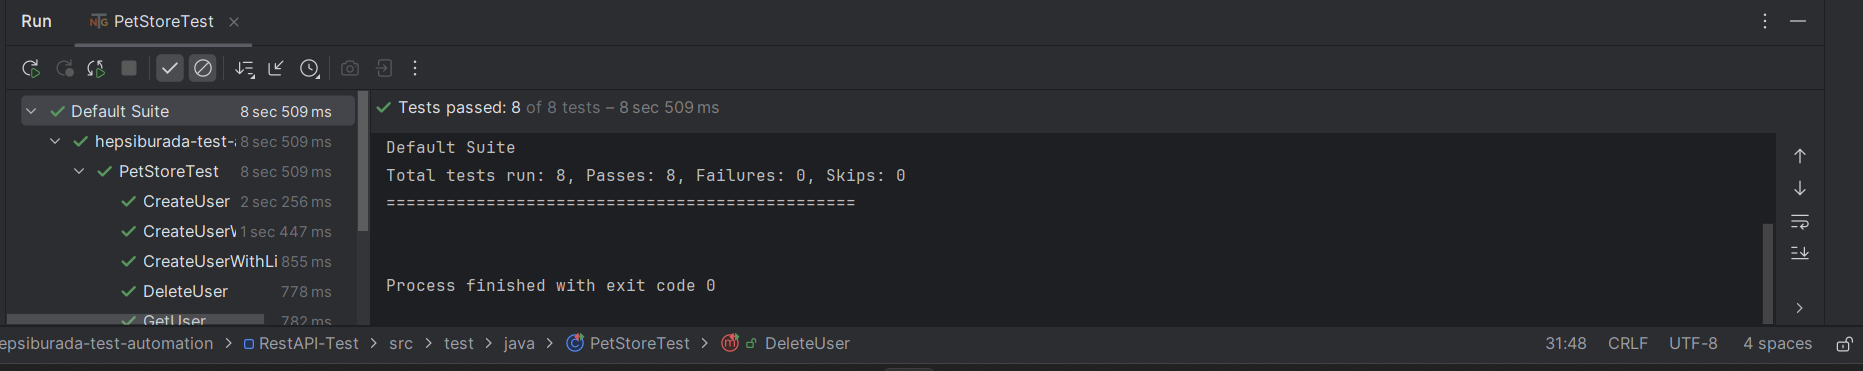 Run
PetStoreTest
Default Suite 8 sec 509 ms
hepsiburada-test- 8 sec 509 ms
PetStoreTest 8 sec 509 ms
CreateUser 2 sec 256 ms
CreateUser 1 sec 447 ms
CreateUserWithLi 855 ms
DeleteUser 778 ms
GetUser 782 ms
Tests passed: 8 of 8 tests – 8 sec 509 ms
Default Suite
Total tests run: 8, Passes: 8, Failures: 0, Skips: 0
===============================================
Process finished with exit code 0
epsiburada-test-automation > RestAPI-Test > src > test > java > PetStoreTest > DeleteUser 31:48 CRLF UTF-8 4 spaces